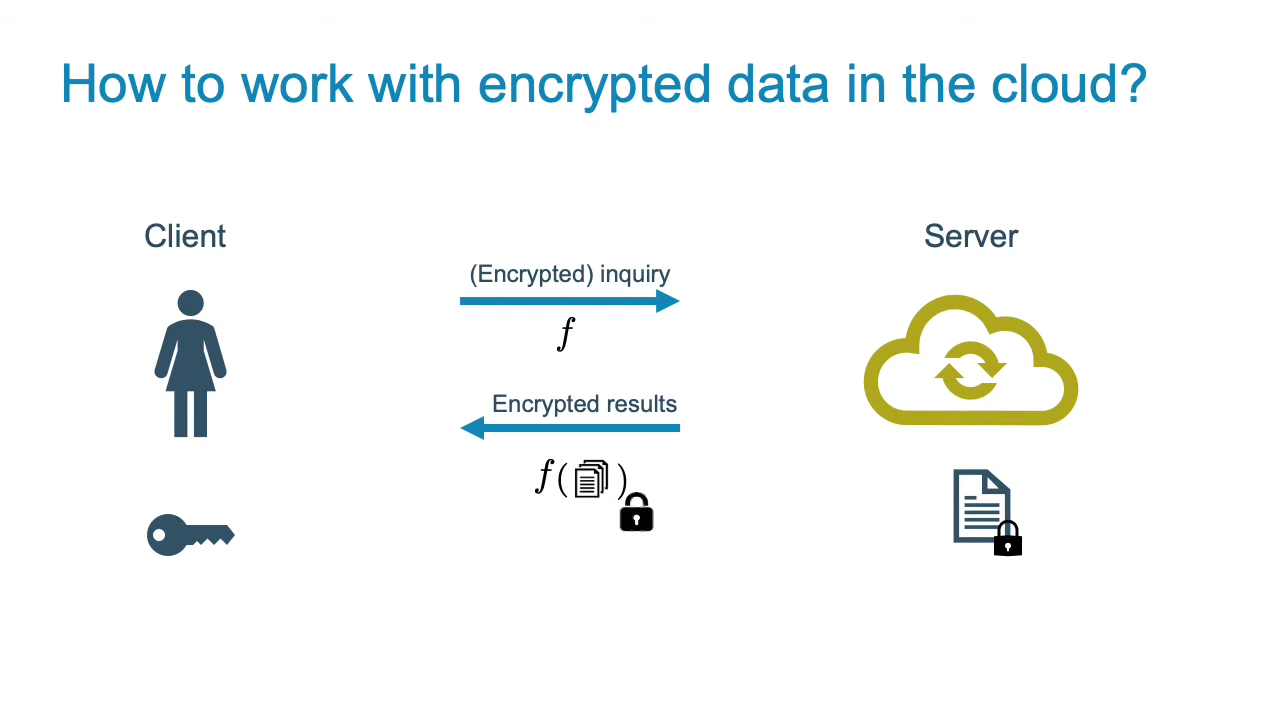 How to work with encrypted data in the cloud?
Client
Server
(Encrypted) inquiry
f
Encrypted results
f( )